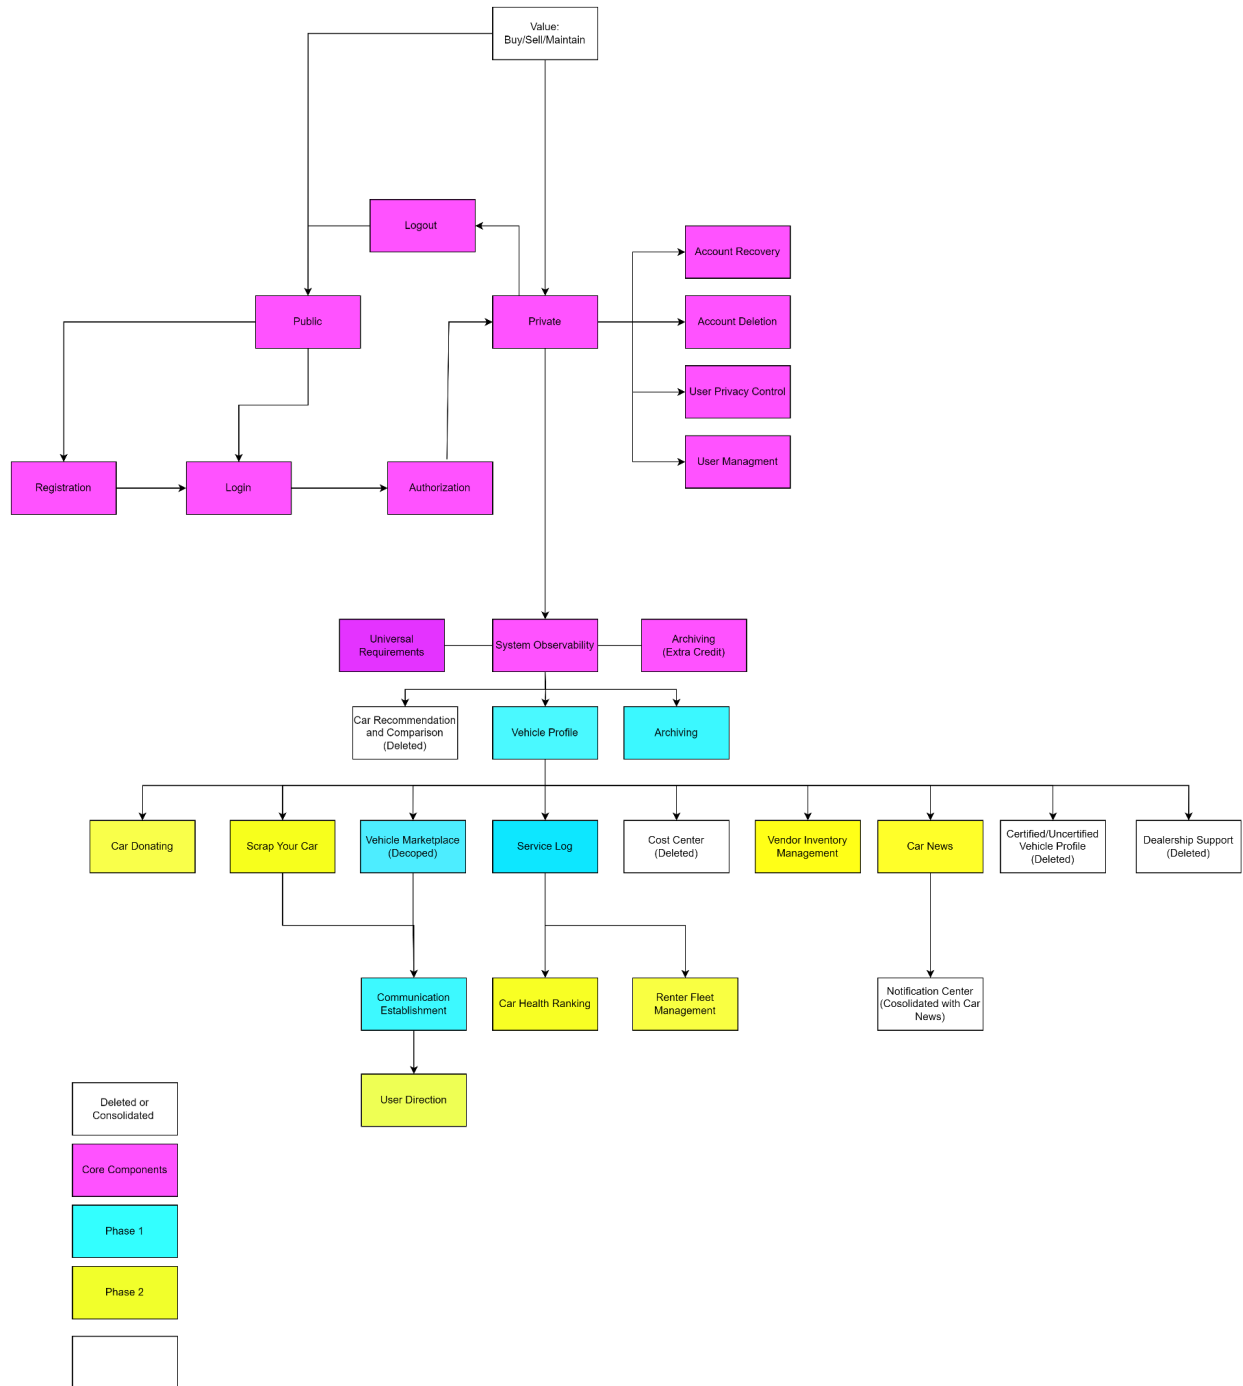 Value:
Buy/Sell/Maintain
Logout
Account Recovery
Public
Private
Account Deletion
User Privacy Control
User Managment
Registration
LogIn
Authorization
Universal
Requirements
System Observability
Archiving
(Extra Credit)
Car Recommendation
and Comparison
(Deleted)
Vehicle Profile
Archiving
Car Donating
Scrap Your Car
Vehicle Marketplace
(Decoped)
Service Log
Cost Center
(Deleted)
Vendor Inventory
Management
Car News
Certified/Uncertified
Vehicle Profile
(Deleted)
Dealership Support
(Deleted)
Communication
Establishment
Car Health Ranking
Renter Fleet
Management
Notification Center
(Cosolidated with Car
News)
User Direction
Deleted or
Consolidated
Core Components
Phase 1
Phase 2